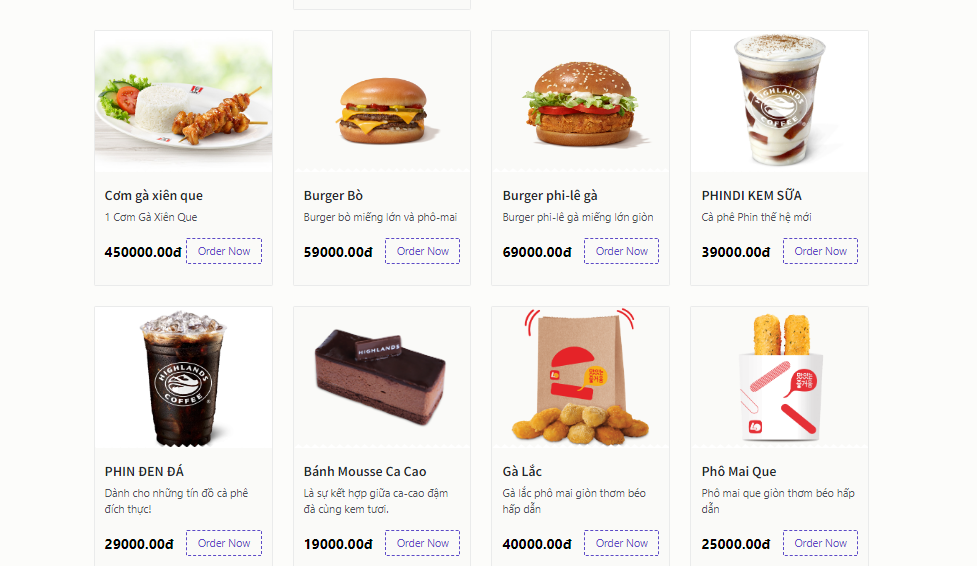 KFC
HIGHLANDS
COFFEE
Cơm gà xiên que
Burger Bò
Burger phi-lê gà
PHINDI KEM SỮA
1 Cơm Gà Xiên Que
Burger bò miếng lớn và phô-mai
Burger phi-lê gà miếng lớn giòn
Cà phê Phin thế hệ mới
450000.00đ Order Now
59000.00đ Order Now
69000.00đ Order Now
39000.00đ Order Now
HIGHLANDS
COFFEE
HIGHLANDS
PHIN ĐEN ĐÁ
Bánh Mousse Ca Cao
Gà Lắc
Phô Mai Que
Dành cho những tín đồ cà phê
đích thực!
Là sự kết hợp giữa ca-cao đậm
đà cùng kem tươi.
Gà lắc phô mai giòn thơm béo
hấp dẫn
Phô mai que giòn thơm béo hấp
dẫn
29000.00đ Order Now
19000.00đ Order Now
40000.00đ Order Now
25000.00đ Order Now